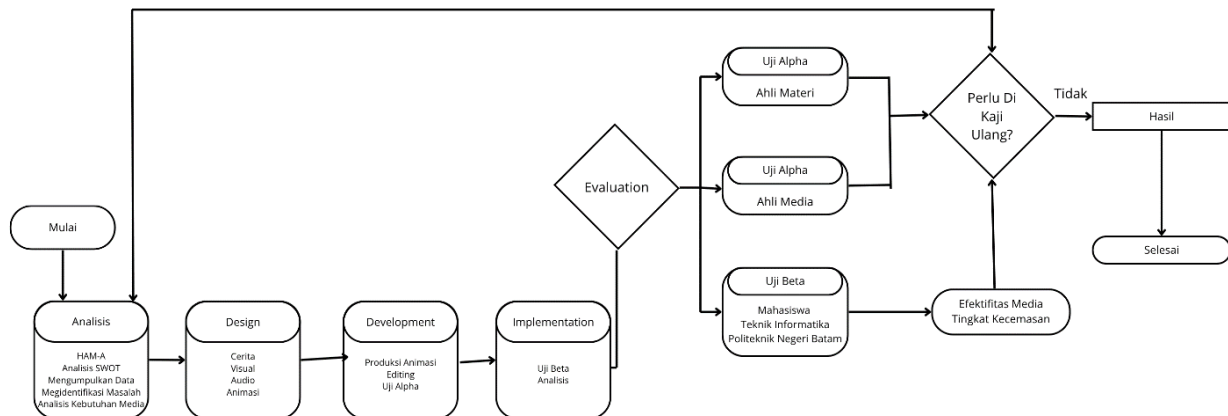 Mulai
Analisis
HAM-A
Analisis SWOT
Mengumpulkan Data
Megidentifikasi Masalah
Analisis Kebutuhan Media
Design
Cerita
Visual
Audio
Animasi
Development
Produksi Animasi
Editing
Uji Alpha
Implementation
Uji Beta
Analisis
Evaluation
Uji Alpha
Ahli Materi
Uji Alpha
Ahli Media
Uji Beta
Mahasiswa
Teknik Informatika
Politeknik Negeri Batam
Efektifitas Media
Tingkat Kecemasan
Perlu Di
Kaji
Ulang?
Tidak
Hasil
Selesai